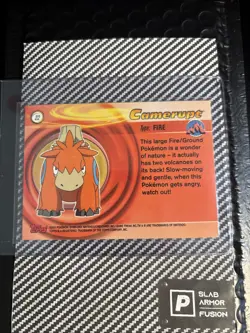 Camerupt
Type: FIRE
This large Fire/Ground
Pokémon is a wonder
of nature – it actually
has two volcanoes on
its back! Slow-moving
and gentle, when this
Pokémon gets angry,
watch out!
P
SLAB
ARMOR
FUSION